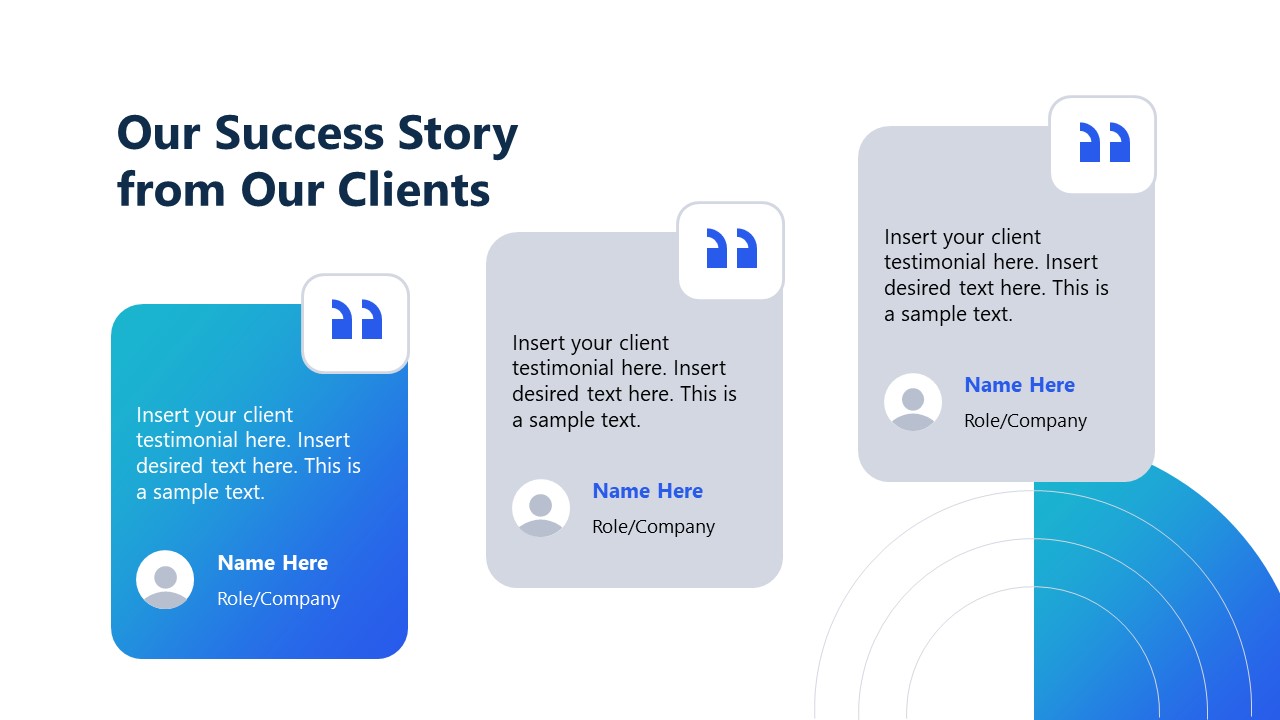 Our Success Story
from Our Clients
Insert your client
testimonial here. Insert
desired text here. This is
a sample text.
Name Here
Role/Company
Insert your client
testimonial here. Insert
desired text here. This is
a sample text.
Name Here
Role/Company
Insert your client
testimonial here. Insert
desired text here. This is
a sample text.
Name Here
Role/Company